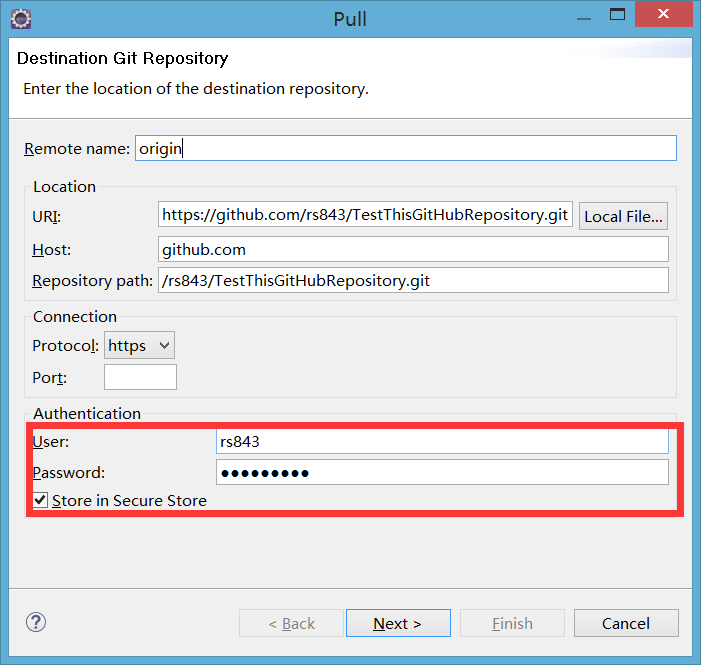 Pull
Destination Git Repository
Enter the location of the destination repository.
Remote name: origin
Location
URI: https://github.com/rs843/TestThisGitHubRepository.git Local File...
Host: github.com
Repository path: /rs843/TestThisGitHubRepository.git
Connection
Protocol: https
Port:
Authentication
User: rs843
Password: ●●●●●●●●●
Store in Secure Store
< Back Next > Finish Cancel